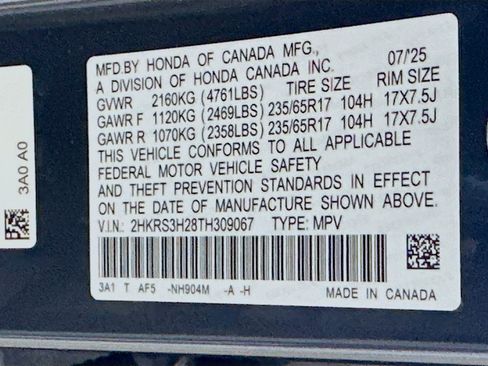 MFD.BY HONDA OF CANADA MFG., 07/'25
A DIVISION OF HONDA CANADA INC.
TIRE SIZE RIM SIZE
GVWR 2160KG (4761LBS)
GAWR F 1120KG (2469LBS) 235/65R17 104H 17X7.5J
GAWR R 1070KG (2358LBS) 235/65R17 104H 17X7.5J
THIS VEHICLE CONFORMS TO ALL APPLICABLE
FEDERAL MOTOR VEHICLE SAFETY
AND THEFT PREVENTION STANDARDS IN EFFECT
ON THE DATE OF MANUFACTURE SHOWN ABOVE.
V.I.N.: 2HKRS3H28TH309067 TYPE: MPV
3A1 T AF5 -NH904M -A -H MADE IN CANADA
3A0 A0